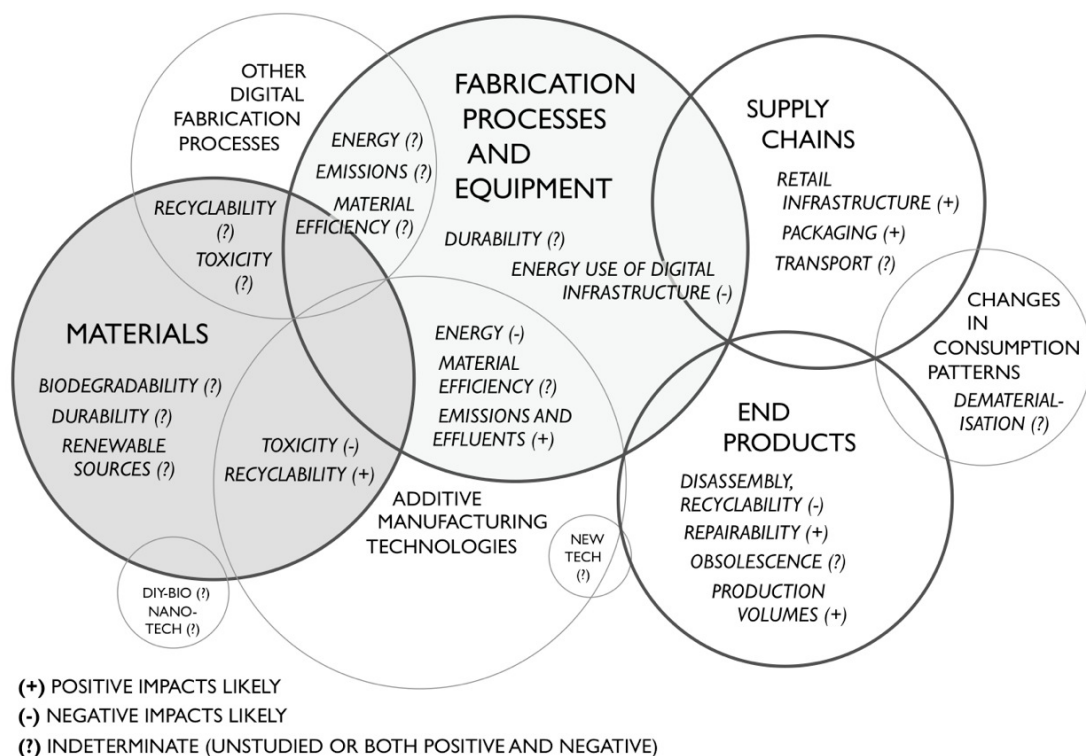 OTHER
DIGITAL
FABRICATION
PROCESSES
ENERGY (?)
EMISSIONS (?)
MATERIAL
EFFICIENCY (?)
RECYCLABILITY
(?)
TOXICITY
(?)
FABRICATION
PROCESSES
AND
EQUIPMENT
DURABILITY (?)
ENERGY USE OF DIGITAL
INFRASTRUCTURE (-)
SUPPLY
CHAINS
RETAIL
INFRASTRUCTURE (+)
PACKAGING (+)
TRANSPORT (?)
CHANGES
IN
CONSUMPTION
PATTERNS
DEMATERIAL-
ISATION (?)
MATERIALS
BIODEGRADABILITY (?)
DURABILITY (?)
RENEWABLE
SOURCES (?)
TOXICITY (-)
RECYCLABILITY (+)
ENERGY (-)
MATERIAL
EFFICIENCY (?)
EMISSIONS AND
EFFLUENTS (+)
ADDITIVE
MANUFACTURING
TECHNOLOGIES
NEW
TECH
(?)
END
PRODUCTS
DISASSEMBLY,
RECYCLABILITY (-)
REPAIRABILITY (+)
OBSOLESCENCE (?)
PRODUCTION
VOLUMES (+)
DIY-BIO (?)
NANO-
TECH (?)
(+) POSITIVE IMPACTS LIKELY
(-) NEGATIVE IMPACTS LIKELY
(?) INDETERMINATE (UNSTUDIED OR BOTH POSITIVE AND NEGATIVE)